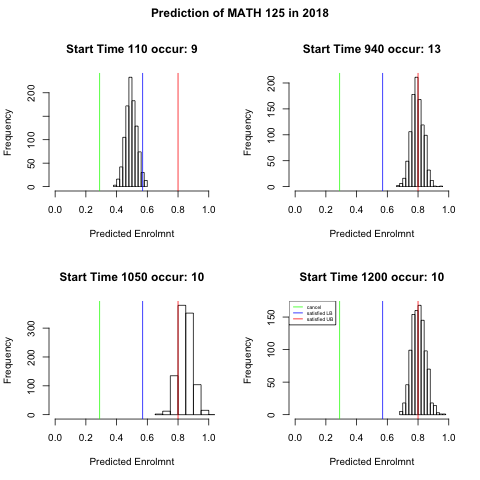 Prediction of MATH 125 in 2018
Start Time 110 occur: 9
Frequency
0 50 100 200
0.0 0.2 0.4 0.6 0.8 1.0
Predicted Enrolmnt
Start Time 940 occur: 13
Frequency
0 50 100 150 200
0.0 0.2 0.4 0.6 0.8 1.0
Predicted Enrolmnt
Start Time 1050 occur: 10
Frequency
0 100 200 300
0.0 0.2 0.4 0.6 0.8 1.0
Predicted Enrolmnt
Start Time 1200 occur: 10
cancel
satisfied LB
satisfied UB
Frequency
0 50 100 150
0.0 0.2 0.4 0.6 0.8 1.0
Predicted Enrolmnt